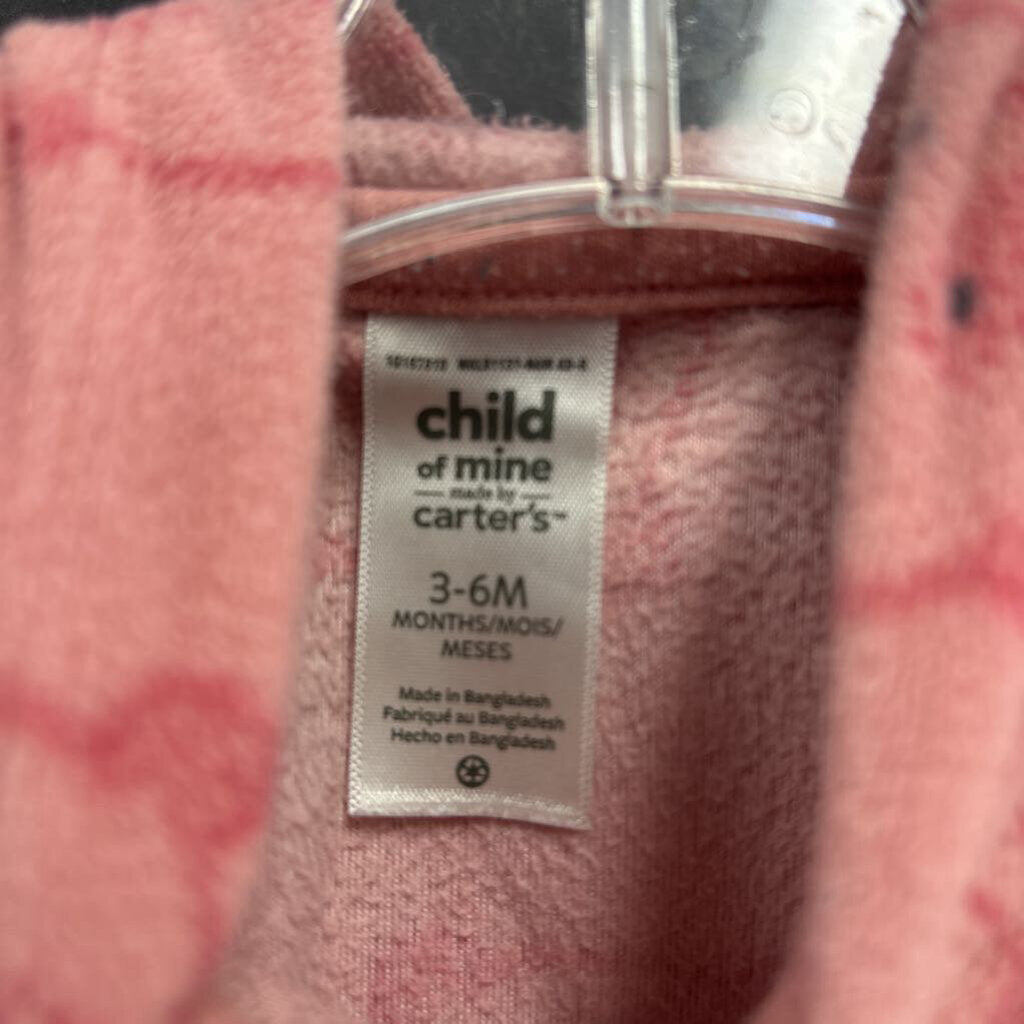 child
of mine
made by
carter's™
3-6M
MONTHS/MOIS/
MESES
Made in Bangladesh
Fabriqué au Bangladesh
Hecho en Bangladesh